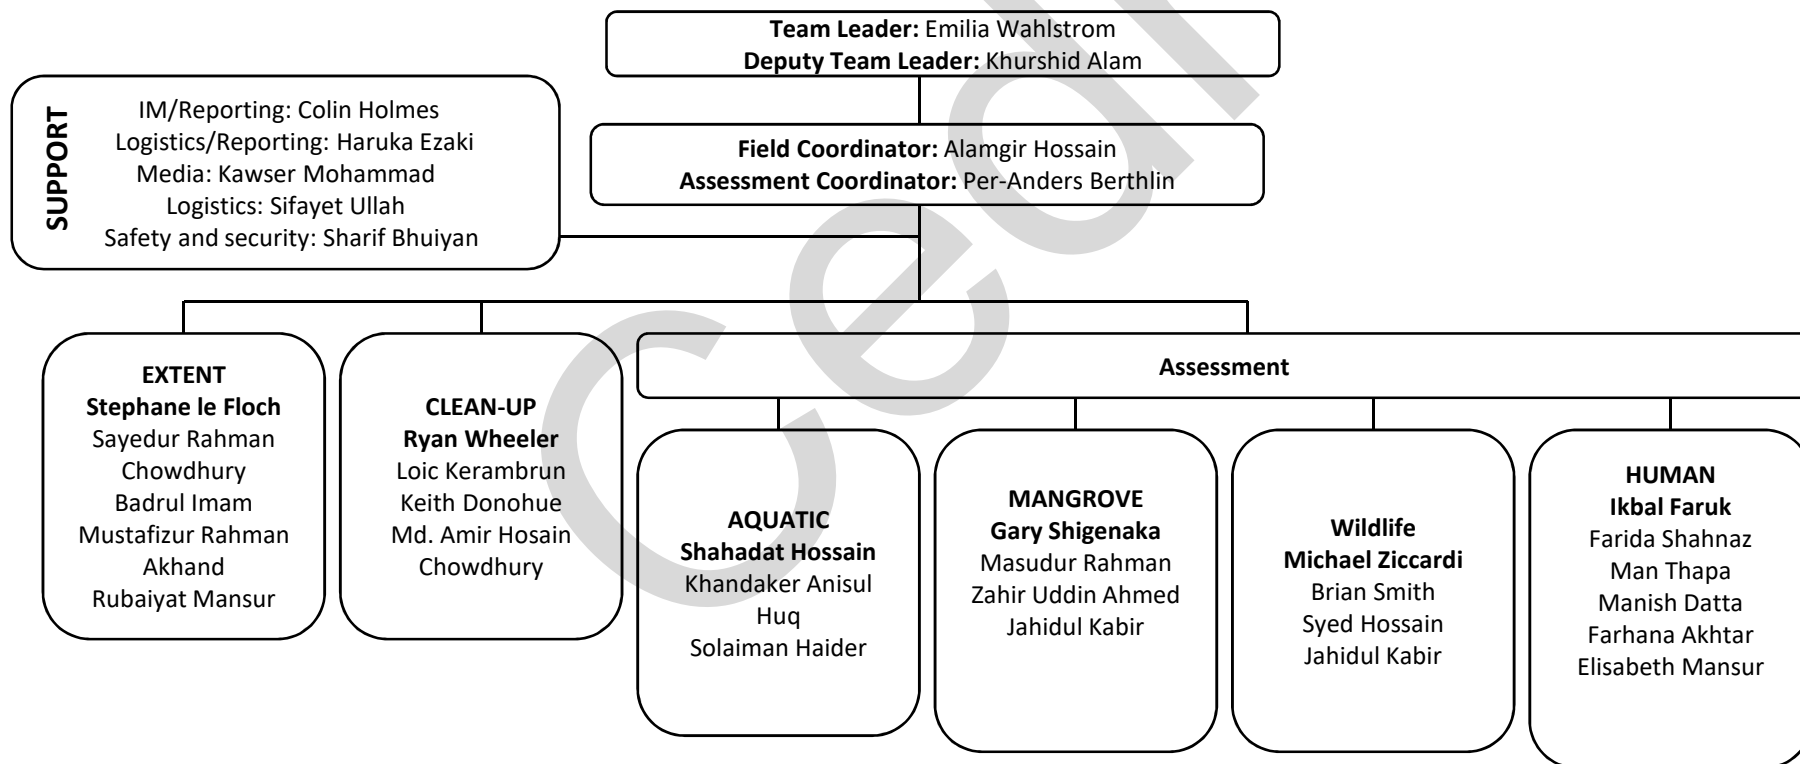 Team Leader: Emilia Wahlstrom
Deputy Team Leader: Khurshid Alam
SUPPORT
IM/Reporting: Colin Holmes
Logistics/Reporting: Haruka Ezaki
Media: Kawser Mohammad
Logistics: Sifayet Ullah
Safety and security: Sharif Bhuiyan
Field Coordinator: Alamgir Hossain
Assessment Coordinator: Per-Anders Berthlin
EXTENT
Stephane le Floch
Sayedur Rahman
Chowdhury
Badrul Imam
Mustafizur Rahman
Akhand
Rubaiyat Mansur
CLEAN-UP
Ryan Wheeler
Loic Kerambrun
Keith Donohue
Md. Amir Hosain
Chowdhury
Assessment
AQUATIC
Shahadat Hossain
Khandaker Anisul
Huq
Solaiman Haider
MANGROVE
Gary Shigenaka
Masudur Rahman
Zahir Uddin Ahmed
Jahidul Kabir
Wildlife
Michael Ziccardi
Brian Smith
Syed Hossain
Jahidul Kabir
HUMAN
Ikbal Faruk
Farida Shahnaz
Man Thapa
Manish Datta
Farhana Akhtar
Elisabeth Mansur